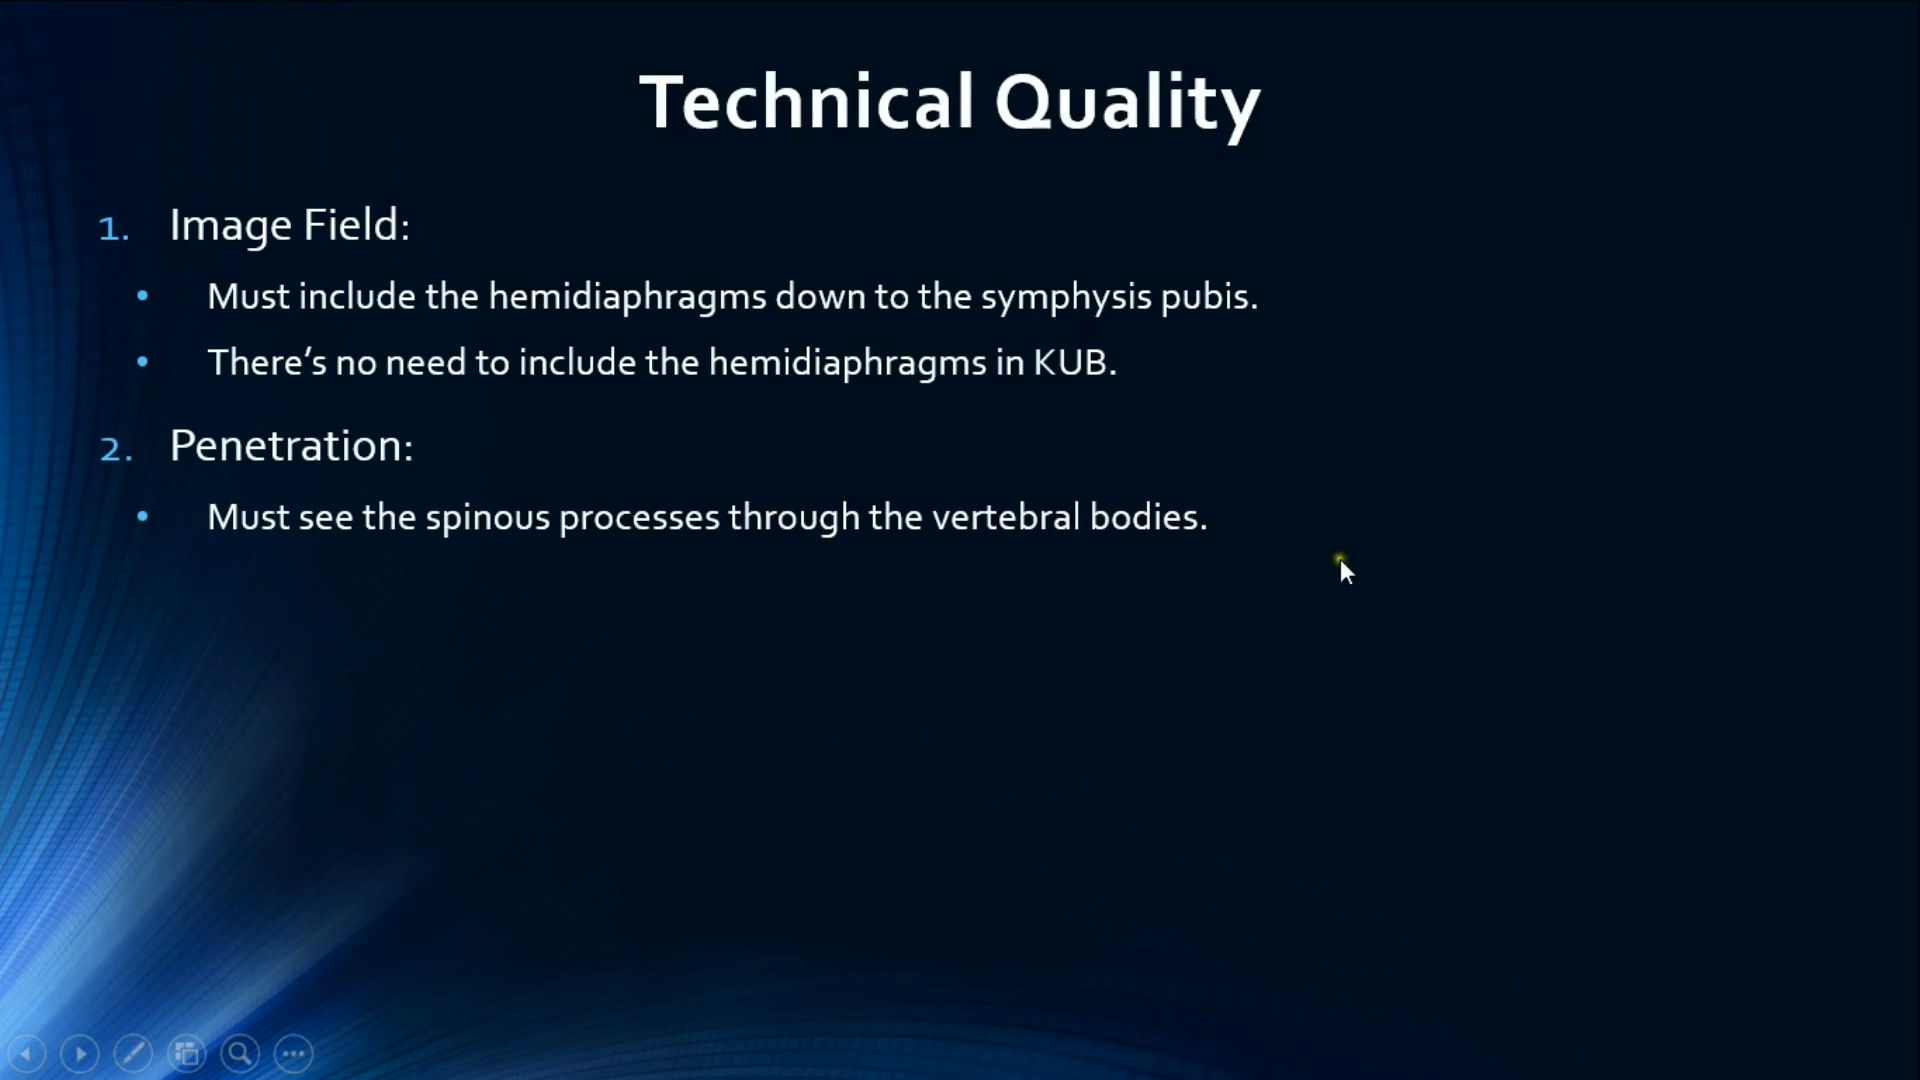 Technical Quality
1. Image Field:
• Must include the hemidiaphragms down to the symphysis pubis.
• There’s no need to include the hemidiaphragms in KUB.
2. Penetration:
• Must see the spinous processes through the vertebral bodies.